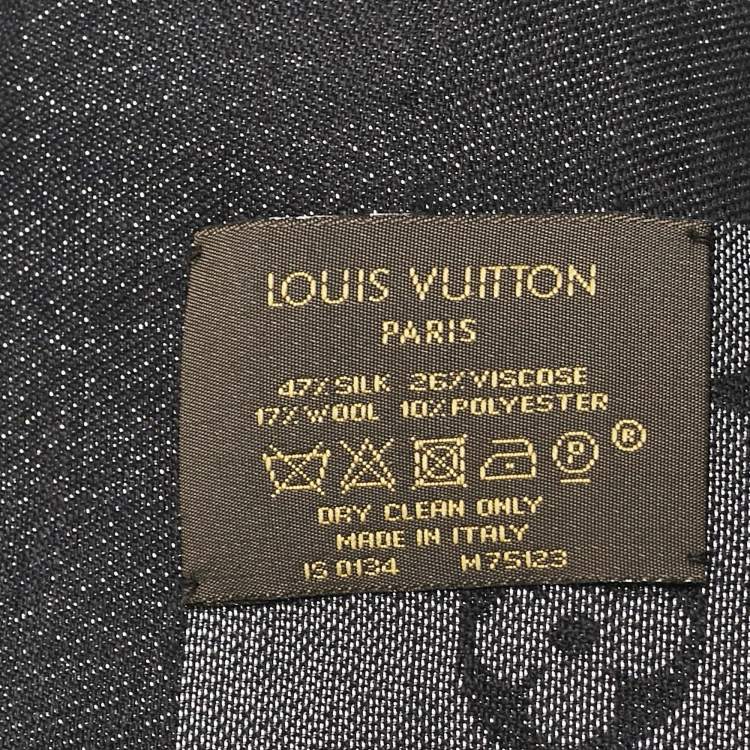 LOUIS VUITTON
PARIS
47% SILK 26% VISCOSE
17% WOOL 10% POLYESTER
P ®
DRY CLEAN ONLY
MADE IN ITALY
IS 0134 M75123